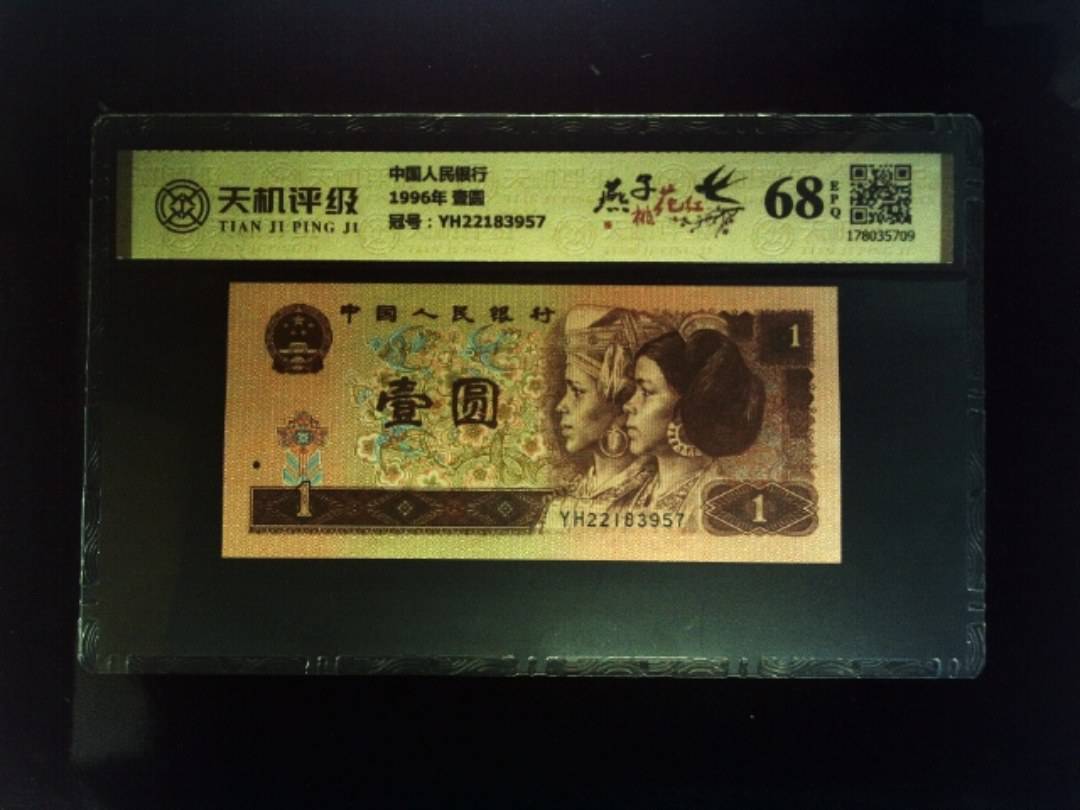 天机评级
TIAN JI PING JI
中国人民银行
1996年 壹圆
冠号：YH22183957
燕子
桃花红
68
EPQ
178035709
中国人民银行
壹圆
1
1
YH22183957
1